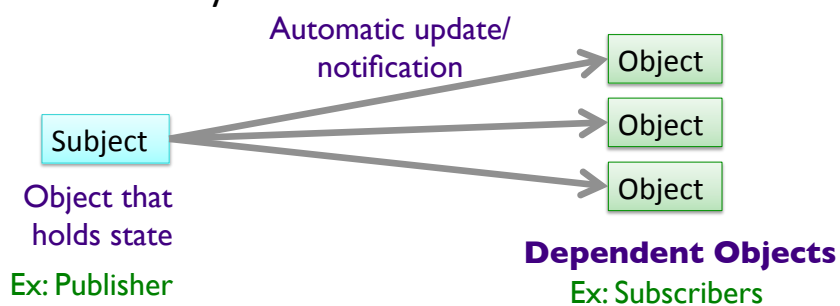 Automatic update/
notification
Object
Object
Subject
Object
Object that
holds state
Dependent Objects
Ex: Publisher
Ex: Subscribers